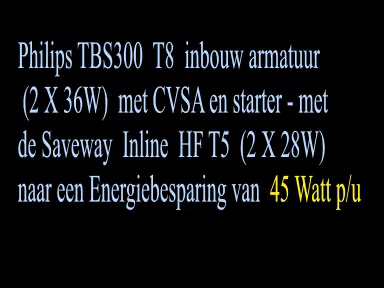 Philips TBS300 T8 inbouw armatuur
(2 X 36W) met CVSA en starter - met
de Saveway Inline HF T5 (2 X 28W)
naar een Energiebesparing van 45 Watt p/u